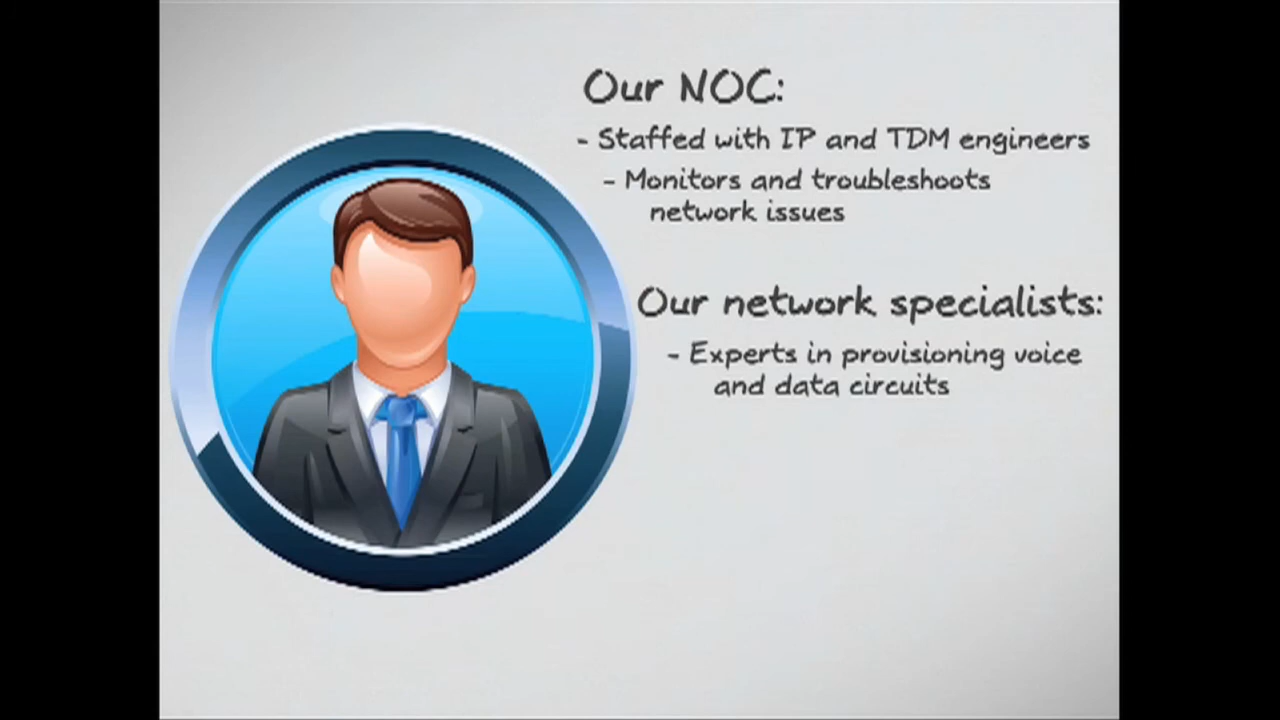 Our NOC:
- Staffed with IP and TDM engineers
- Monitors and troubleshoots
network issues
Our network specialists:
- Experts in provisioning voice
and data circuits